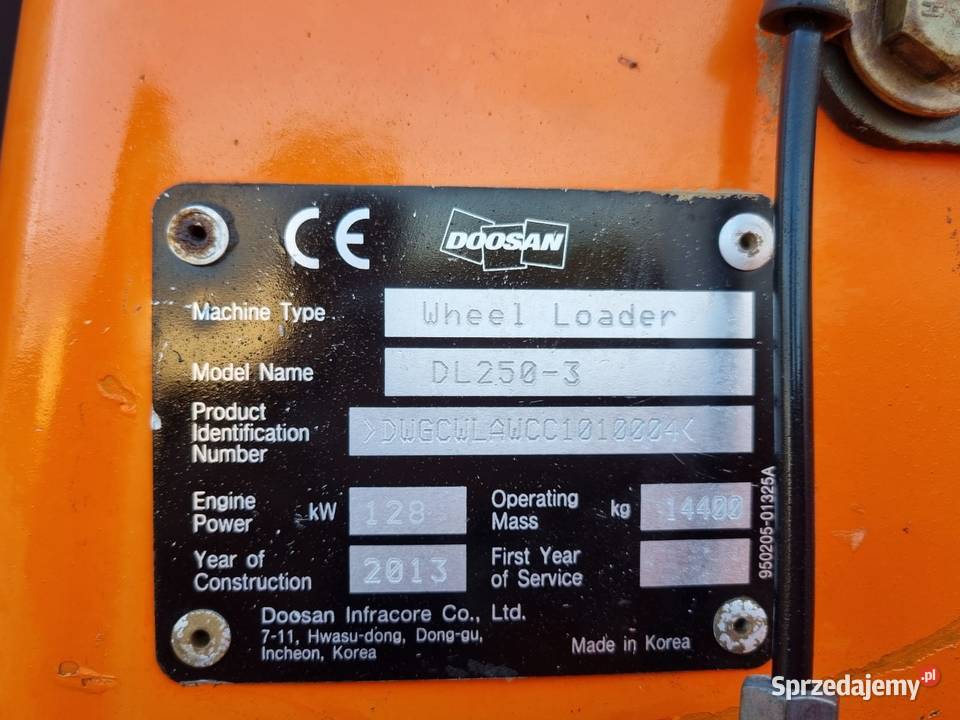 CE DOOSAN
Machine Type Wheel Loader
Model Name DL250-3
Product
Identification
Number >DWGCWLAWCC1010004<
Engine
Power kW 128
Operating
Mass kg 14400
Year of
Construction 2013
First Year
of Service
Doosan Infracore Co., Ltd.
7-11, Hwasu-dong, Dong-gu,
Incheon, Korea
Made in Korea
950205-01325A
Sprzedajemy.pl